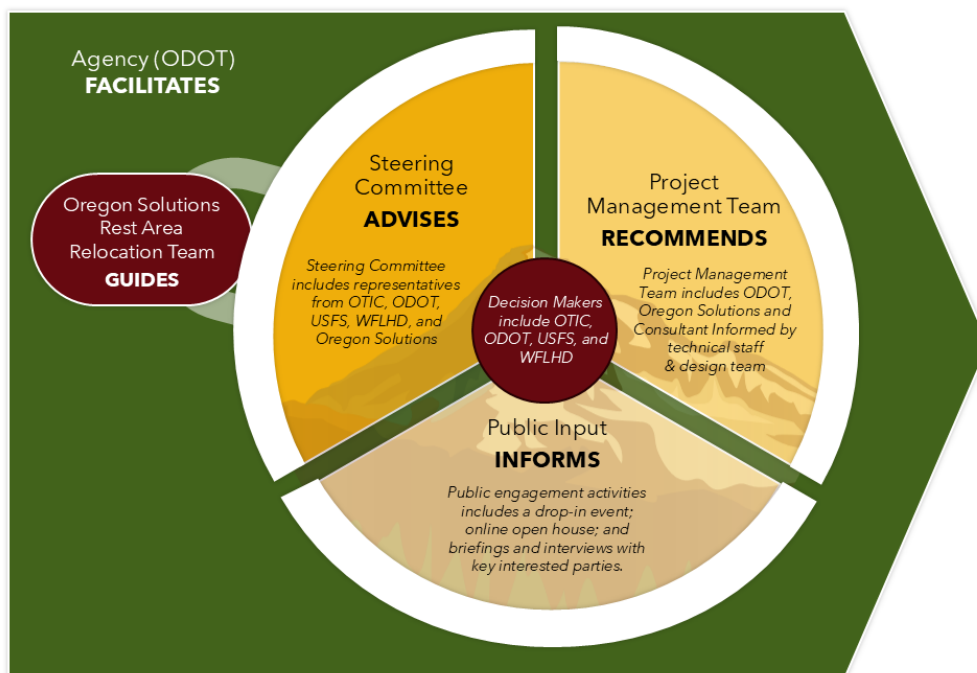 Agency (ODOT)
FACILITATES
Oregon Solutions
Rest Area
Relocation Team
GUIDES
Steering
Committee
ADVISES
Steering Committee
includes representatives
from OTIC, ODOT,
USFS, WFLHD, and
Oregon Solutions
Project
Management Team
RECOMMENDS
Project Management
Team includes ODOT,
Oregon Solutions and
Consultant Informed by
technical staff
& design team
Decision Makers
include OTIC,
ODOT, USFS, and
WFLHD
Public Input
INFORMS
Public engagement activities
includes a drop-in event;
online open house; and
briefings and interviews with
key interested parties.